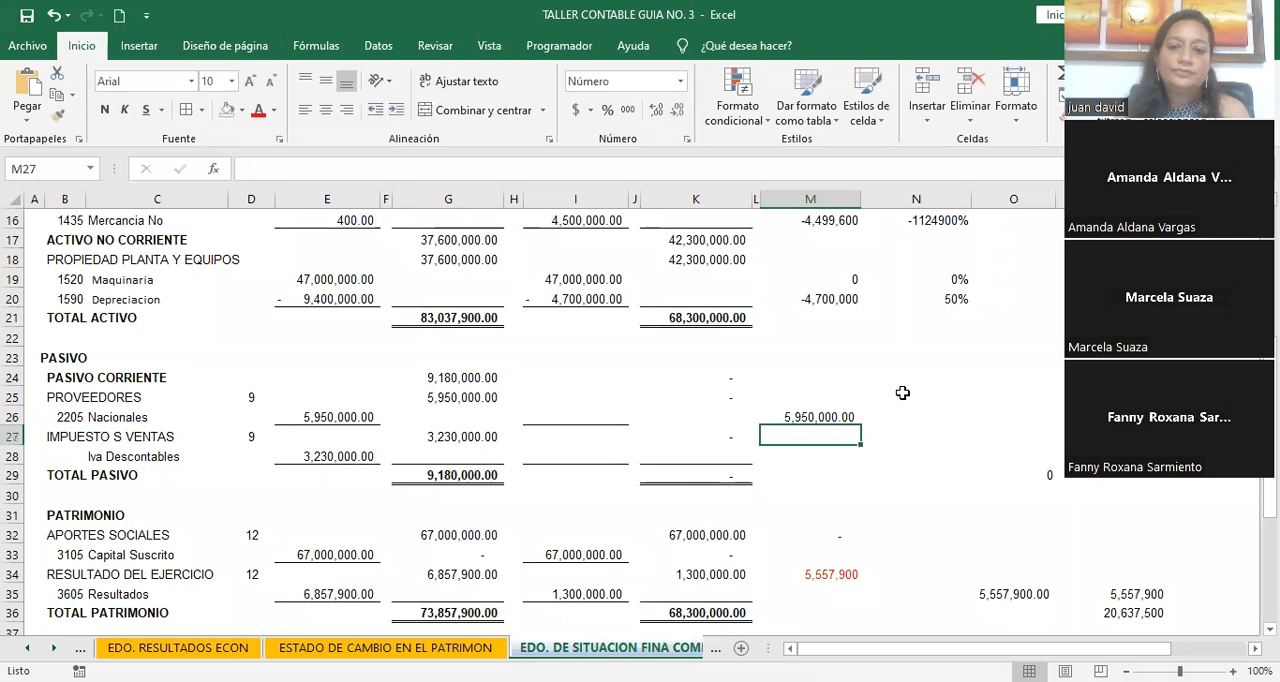 TALLER CONTABLE GUIA NO. 3 - Excel
Inic
Archivo Inicio Insertar Diseño de página Fórmulas Datos Revisar Vista Programador Ayuda ¿Qué desea hacer?
Pegar
Arial 10
N K S
Ajustar texto
Combinar y centrar
Número
$ % 000
Formato condicional
Dar formato como tabla
Estilos de celda
Insertar Eliminar Formato
Portapapeles Fuente Alineación Número Estilos Celdas
M27 fx
A B C D E F G H I J K L M N O
16 1435 Mercancia No 400.00 4,500,000.00 -4,499,600 -1124900%
17 ACTIVO NO CORRIENTE 37,600,000.00 42,300,000.00
18 PROPIEDAD PLANTA Y EQUIPOS 37,600,000.00 42,300,000.00
19 1520 Maquinaria 47,000,000.00 47,000,000.00 0 0%
20 1590 Depreciacion - 9,400,000.00 - 4,700,000.00 -4,700,000 50%
21 TOTAL ACTIVO 83,037,900.00 68,300,000.00
22
23 PASIVO
24 PASIVO CORRIENTE 9,180,000.00 -
25 PROVEEDORES 9 5,950,000.00 -
26 2205 Nacionales 5,950,000.00 5,950,000.00
27 IMPUESTO S VENTAS 9 3,230,000.00 -
28 Iva Descontables 3,230,000.00
29 TOTAL PASIVO 9,180,000.00 - 0
30
31 PATRIMONIO
32 APORTES SOCIALES 12 67,000,000.00 67,000,000.00 -
33 3105 Capital Suscrito 67,000,000.00 - 67,000,000.00 -
34 RESULTADO DEL EJERCICIO 12 6,857,900.00 1,300,000.00 5,557,900
35 3605 Resultados 6,857,900.00 1,300,000.00 5,557,900.00 5,557,900
36 TOTAL PATRIMONIO 73,857,900.00 68,300,000.00 20,637,500
37
... EDO. RESULTADOS ECON ESTADO DE CAMBIO EN EL PATRIMON EDO. DE SITUACION FINA COM ...
Listo
100%
juan david
Amanda Aldana V...
Amanda Aldana Vargas
Marcela Suaza
Marcela Suaza
Fanny Roxana Sar...
Fanny Roxana Sarmiento